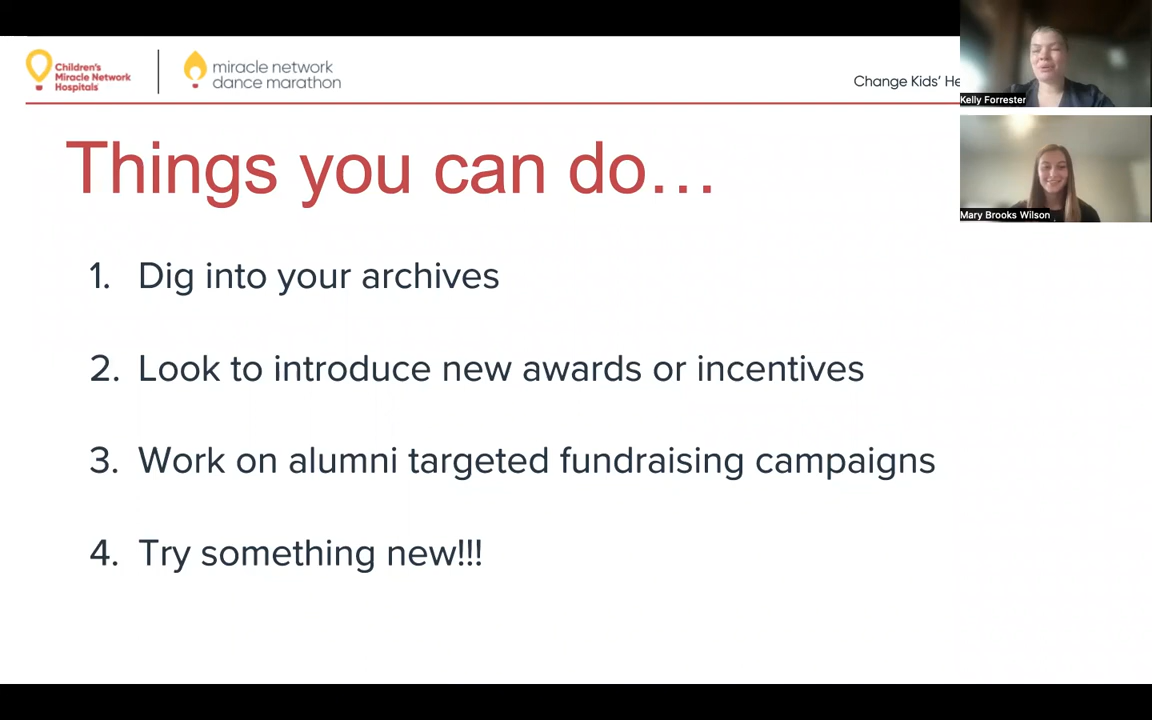 Children's
Miracle Network
Hospitals
miracle network
dance marathon
Change Kids' He
Kelly Forrester
Mary Brooks Wilson
Things you can do…
1. Dig into your archives
2. Look to introduce new awards or incentives
3. Work on alumni targeted fundraising campaigns
4. Try something new!!!